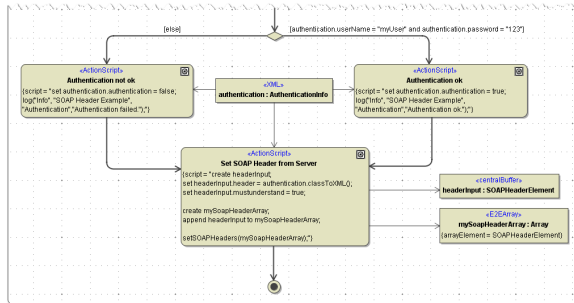 [else]
[authentication.userName = "myUser" and authentication.password = "123"]
«ActionScript»
Authentication not ok
{script = "set authentication.authentication = false;
log("Info", "SOAP Header Example",
"Authentication","Authentication failed.");"}
«XML»
authentication : AuthenticationInfo
«ActionScript»
Authentication ok
{script = "set authentication.authentication = true;
log("Info", "SOAP Header Example",
"Authentication","Authentication ok.");"}
«ActionScript»
Set SOAP Header from Server
{script = "create headerInput;
set headerInput.header = authentication.classToXML();
set headerInput.mustunderstand = true;
create mySoapHeaderArray;
append headerInput to mySoapHeaderArray;
setSOAPHeaders(mySoapHeaderArray);"}
«centralBuffer»
headerInput : SOAPHeaderElement
«E2EArray»
mySoapHeaderArray : Array
{arrayElement = SOAPHeaderElement}